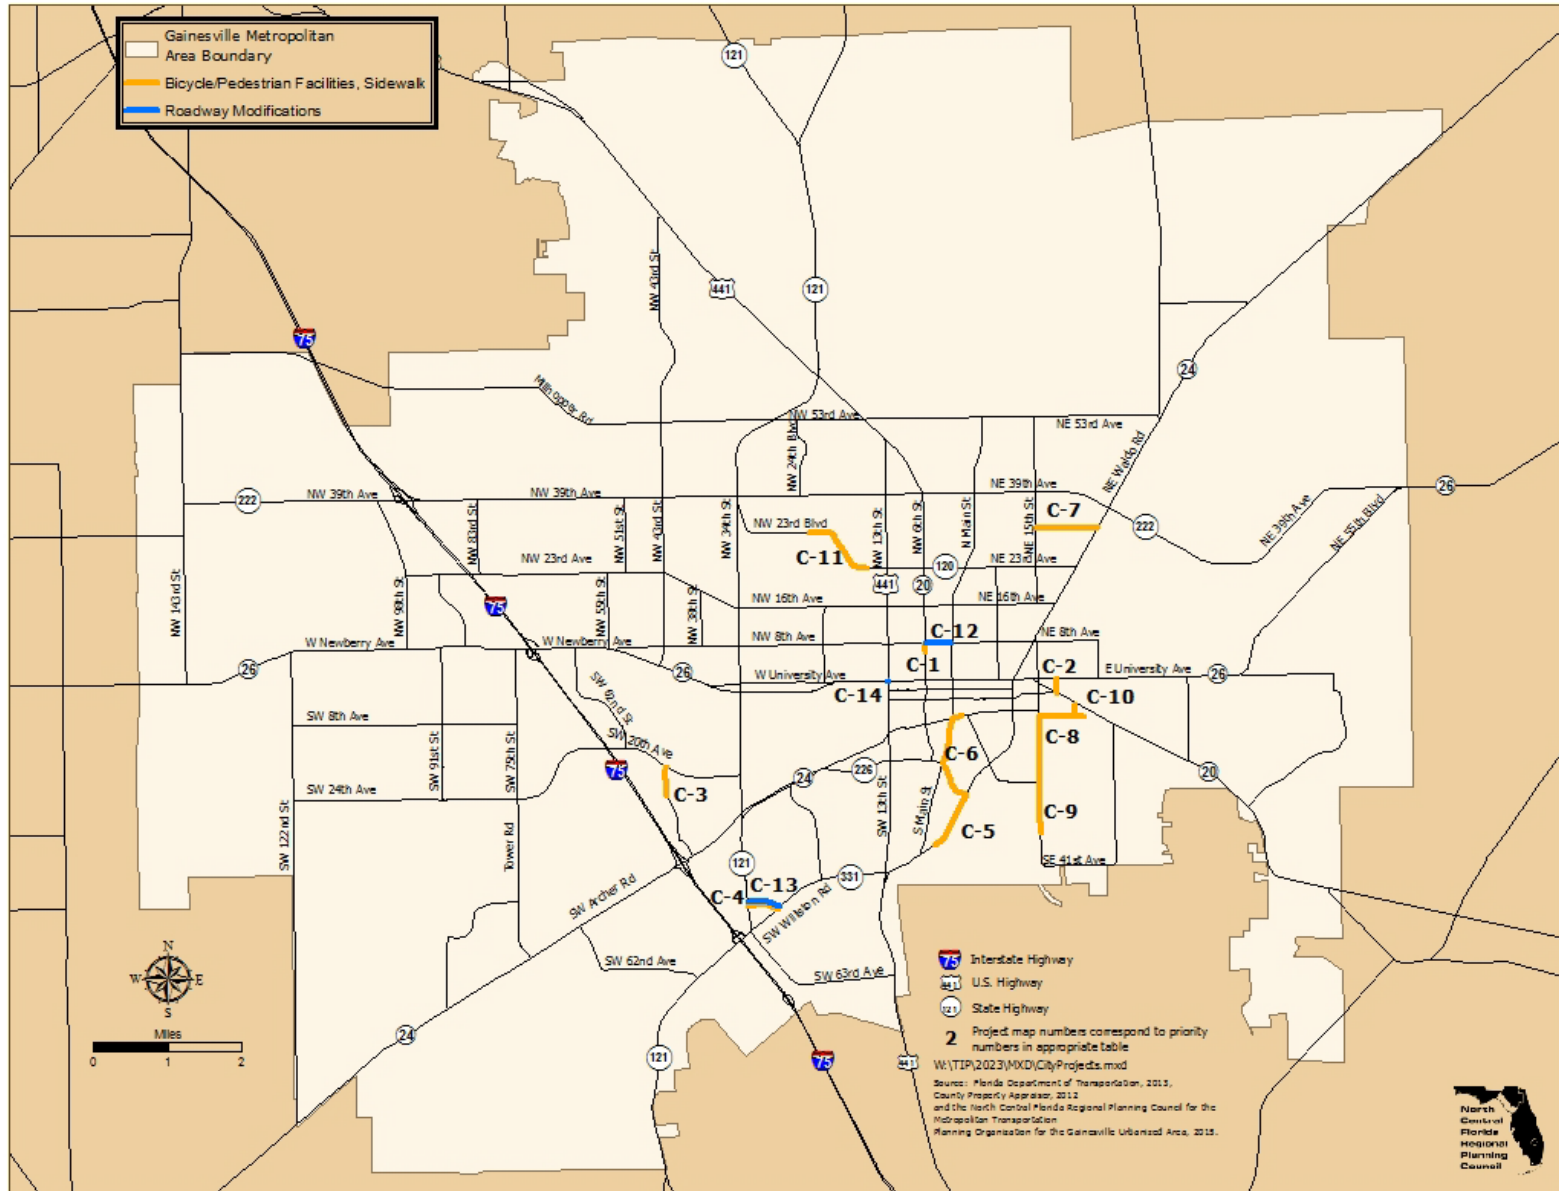 Gainesville Metropolitan
Area Boundary
Bicycle/Pedestrian Facilities, Sidewalk
Roadway Modifications
121
441
121
75
NW 43rd St
24
Millhopper Rd
NW 53rd Ave
NE 53rd Ave
NW 24th Blvd
NE Waldo Rd
222
NW 39th Ave
NW 39th Ave
NE 39th Ave
26
C-7
222
NE 39th Ave
NE 55th Blvd
NW 83rd St
NW 51st St
NW 43rd St
NW 34th St
NW 23rd Blvd
C-11
NW 13th St
NW 6th St
N Main St
NE 15th St
NW 23rd Ave
120
NE 23rd Ave
441
20
NW 143rd St
NW 98th St
75
NW 55th St
NW 38th St
NW 16th Ave
NE 16th Ave
C-12
W Newberry Ave
W Newberry Ave
NW 8th Ave
NE 8th Ave
C-1
C-2
E University Ave
26
26
26
W University Ave
C-14
C-10
SW 62nd St
SW 8th Ave
SW 20th Ave
C-8
SW 91st St
SW 75th St
C-6
75
24
226
20
SW 24th Ave
C-3
SW 122nd St
SW 13th St
S Main St
C-9
C-5
Tower Rd
SE 41st Ave
121
C-13
331
C-4
SW Archer Rd
SW Williston Rd
SW 62nd Ave
SW 63rd Ave
24
121
75
441
N
W
E
S
Miles
0 1 2
75 Interstate Highway
441 U.S. Highway
121 State Highway
2 Project map numbers correspond to priority
numbers in appropriate table
W:\TIP\2023\MXD\CityProjects.mxd
Source: Florida Department of Transportation, 2015,
County Property Appraiser, 2012
and the North Central Florida Regional Planning Council for the
Metropolitan Transportation
Planning Organization for the Gainesville Urbanized Area, 2015.
North
Central
Florida
Regional
Planning
Council